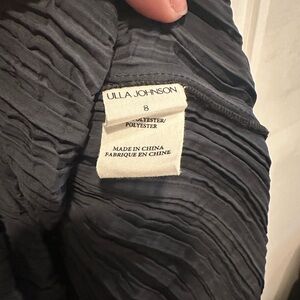 ULLA JOHNSON
8
POLYESTER/
POLYESTER
MADE IN CHINA
FABRIQUE EN CHINE